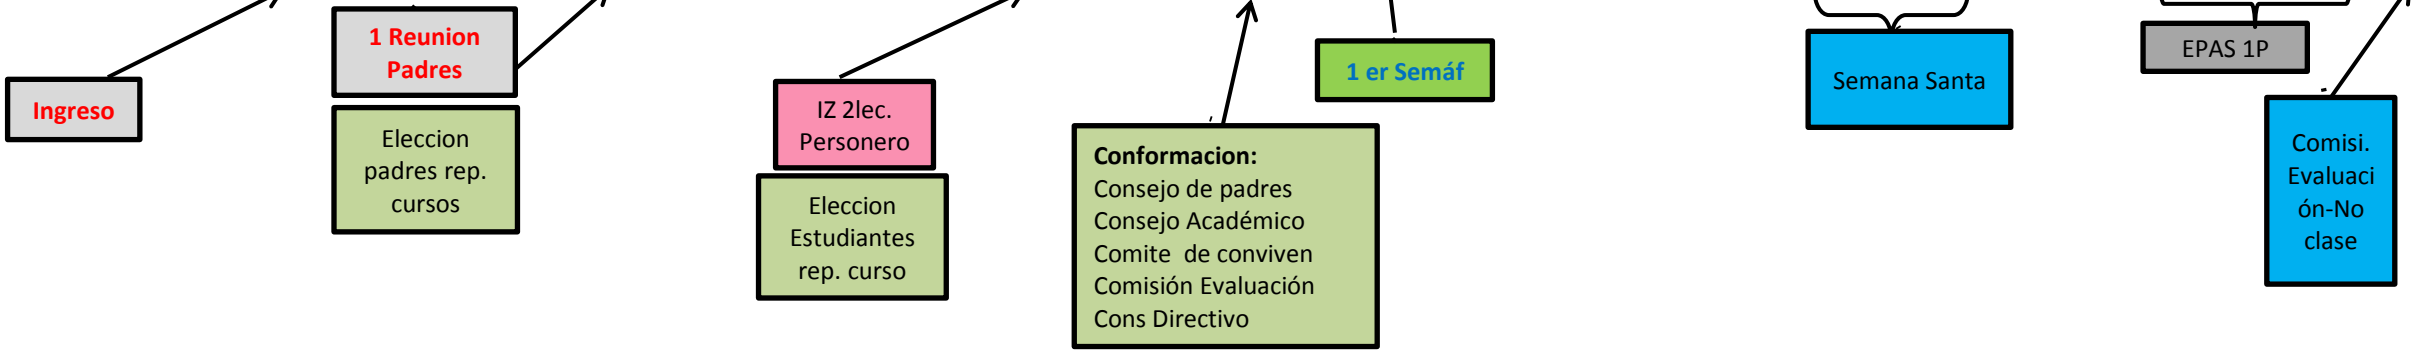 Ingreso
1 Reunion
Padres
Eleccion
padres rep.
cursos
IZ 2lec.
Personero
Eleccion
Estudiantes
rep. curso
Conformacion:
Consejo de padres
Consejo Académico
Comite  de conviven
Comisión Evaluación
Cons Directivo
1 er Semáf
Semana Santa
EPAS 1P
Comisi.
Evaluaci
ón-No
clase